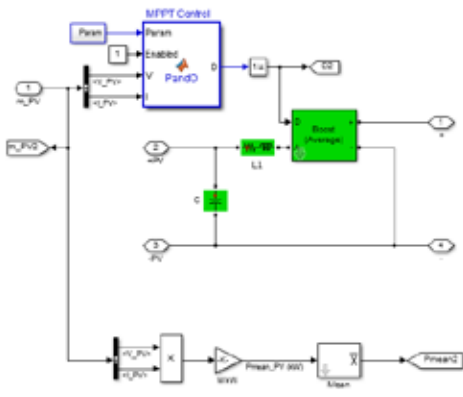 MPPT Control
Param
Param
1
Enabled
V
I
D
PandO
<V_PV>
<I_PV>
1
m_PV
m_PV2
1/z
D2
D
Boost
(Average)
1
+
2
+PV
L1
C
3
-PV
4
-
<V_PV>
<I_PV>
X
-K-
Pmean_PV (kW)
Mean
Pmean2